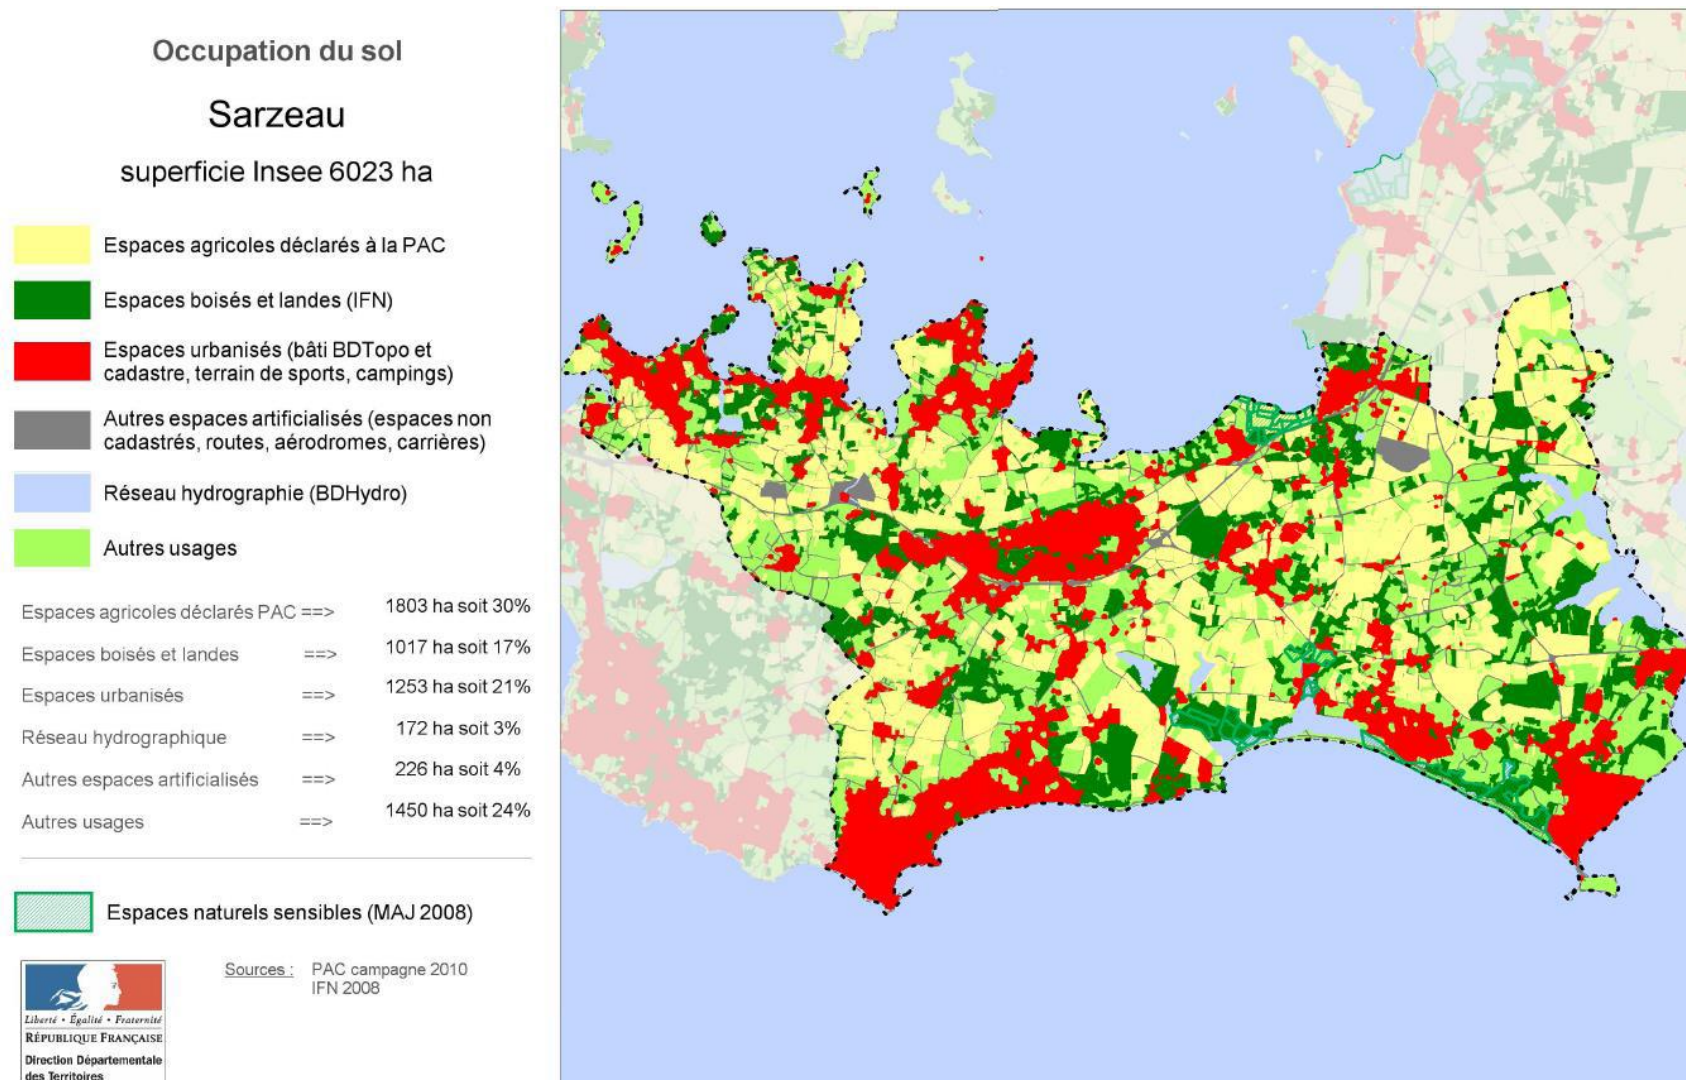 Occupation du sol
Sarzeau
superficie Insee 6023 ha
Espaces agricoles déclarés à la PAC
Espaces boisés et landes (IFN)
Espaces urbanisés (bâti BDTopo et
cadastre, terrain de sports, campings)
Autres espaces artificialisés (espaces non
cadastrés, routes, aérodromes, carrières)
Réseau hydrographie (BDHydro)
Autres usages
Espaces agricoles déclarés PAC ==> 1803 ha soit 30%
Espaces boisés et landes ==> 1017 ha soit 17%
Espaces urbanisés ==> 1253 ha soit 21%
Réseau hydrographique ==> 172 ha soit 3%
Autres espaces artificialisés ==> 226 ha soit 4%
Autres usages ==> 1450 ha soit 24%
Espaces naturels sensibles (MAJ 2008)
Sources : PAC campagne 2010
IFN 2008
Liberté • Égalité • Fraternité
RÉPUBLIQUE FRANÇAISE
Direction Départementale
des Territoires